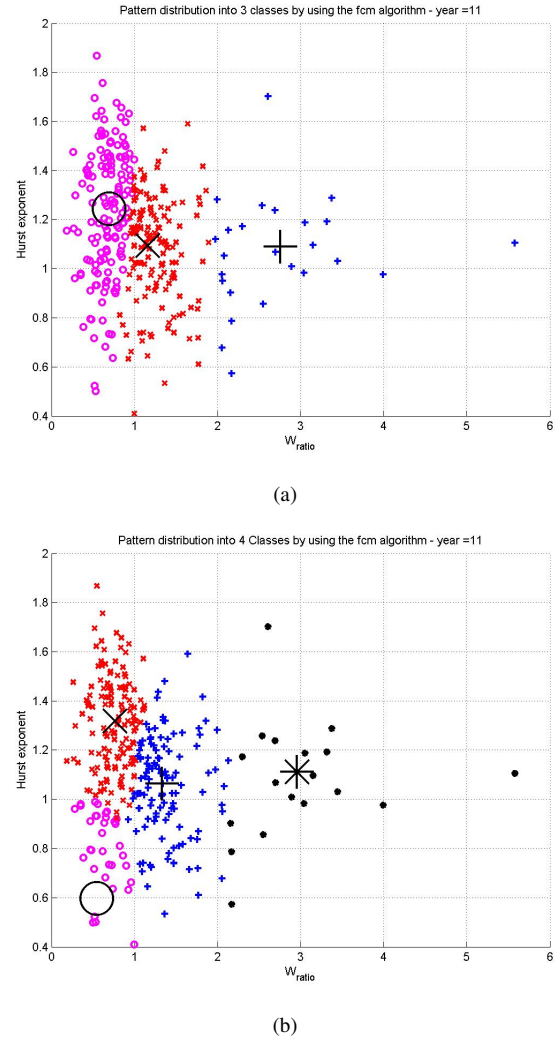 Pattern distribution into 3 classes by using the fcm algorithm - year =11
2
1.8
1.6
1.4
1.2
1
0.8
0.6
0.4
Hurst exponent
0 1 2 3 4 5 6
W_ratio
(a)
Pattern distribution into 4 Classes by using the fcm algorithm - year =11
2
1.8
1.6
1.4
1.2
1
0.8
0.6
0.4
Hurst exponent
0 1 2 3 4 5 6
W_ratio
(b)